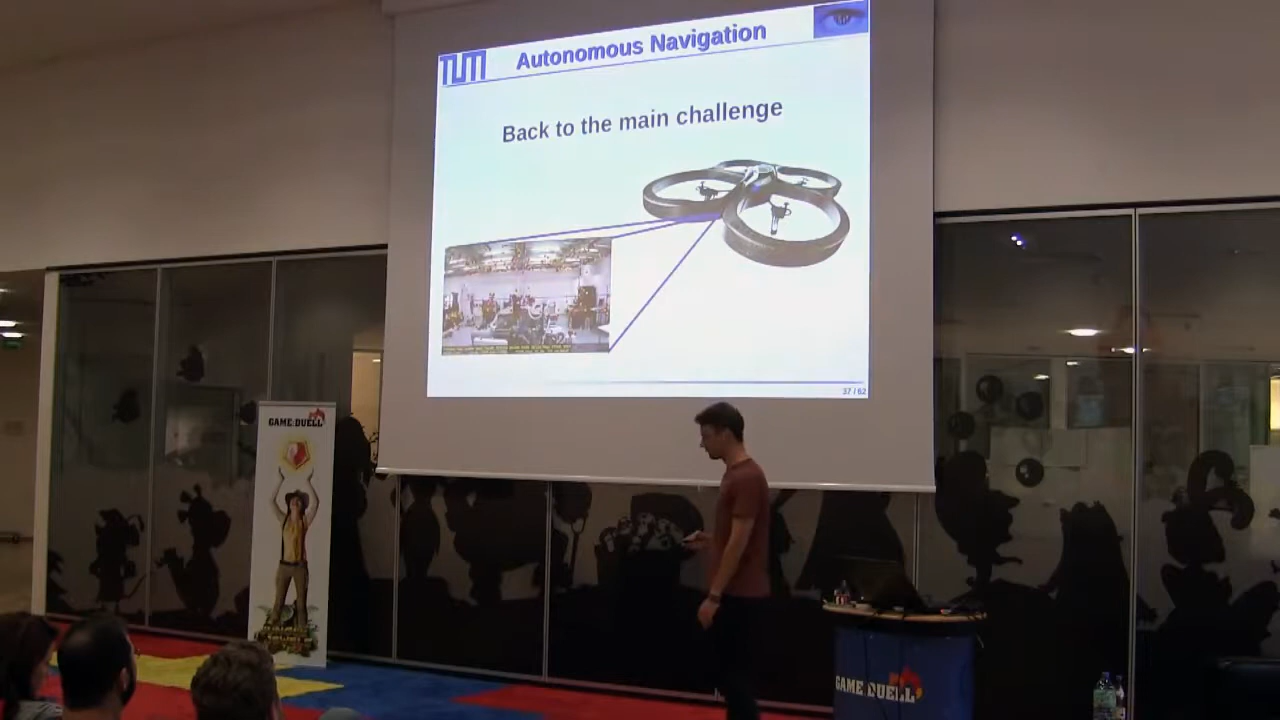 TUM
Autonomous Navigation
Back to the main challenge
37 / 62
GAME DUELL
GAME DUELL